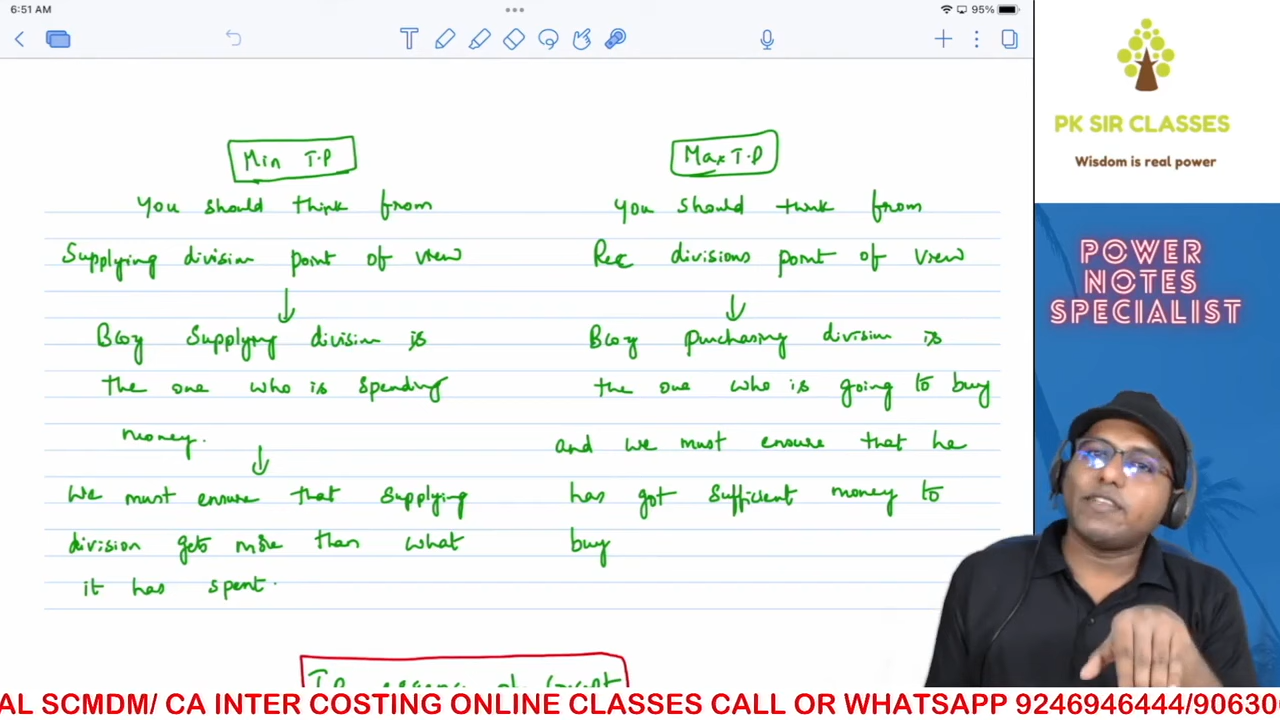 6:51 AM
95%
Min T.P
You should think from
Supplying division point of view
Bcoz Supplying division is
the one who is spending
money.
We must ensure that Supplying
division gets more than what
it has spent.
Max T.P
You should think from
Rec divisions point of view
Bcoz purchasing division is
the one who is going to buy
and we must ensure that he
has got sufficient money to
buy
PK SIR CLASSES
Wisdom is real power
POWER
NOTES
SPECIALIST
AL SCMDM/ CA INTER COSTING ONLINE CLASSES CALL OR WHATSAPP 9246946444/90630